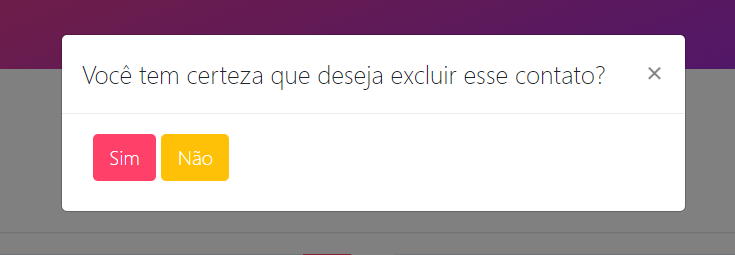 Você tem certeza que deseja excluir esse contato?
Sim Não